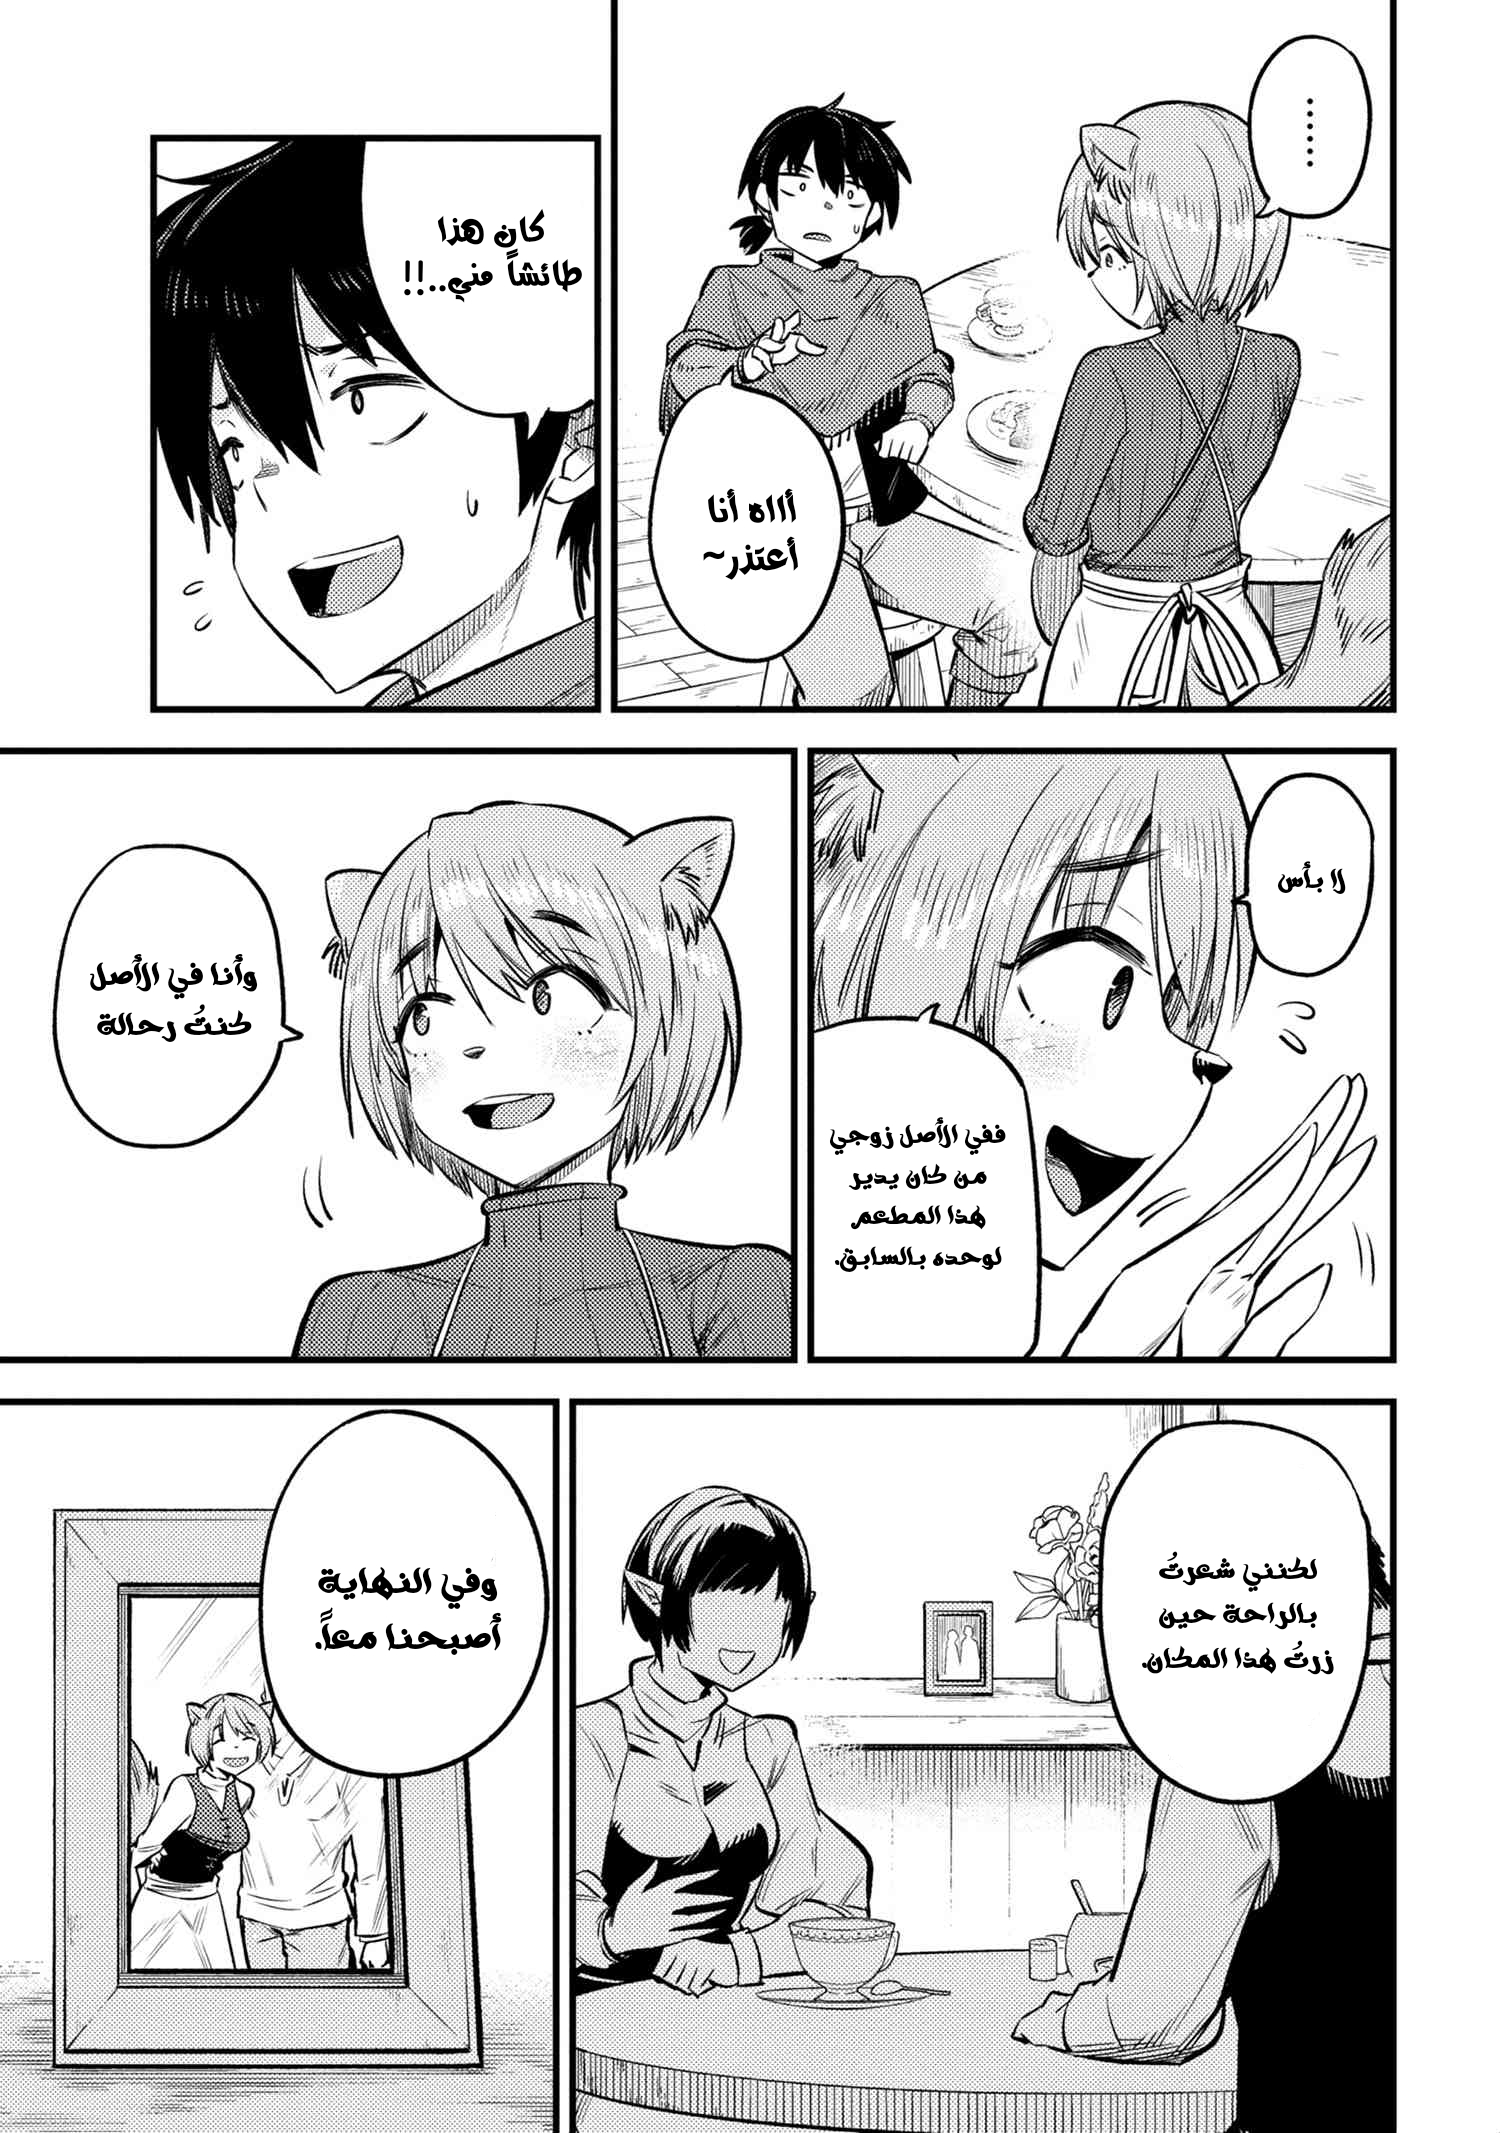 ......
أااه أنا
أعتذر~
كان هذا
طائشاً مني..!!
لا بأس
ففي الأصل زوجي
من كان يدير
هذا المطعم
لوحده بالسابق.
وأنا في الأصل
كنتُ رحالة
لكنني شعرتُ
بالراحة حين
زرتُ هذا المكان.
وفي النهاية
أصبحنا معاً.